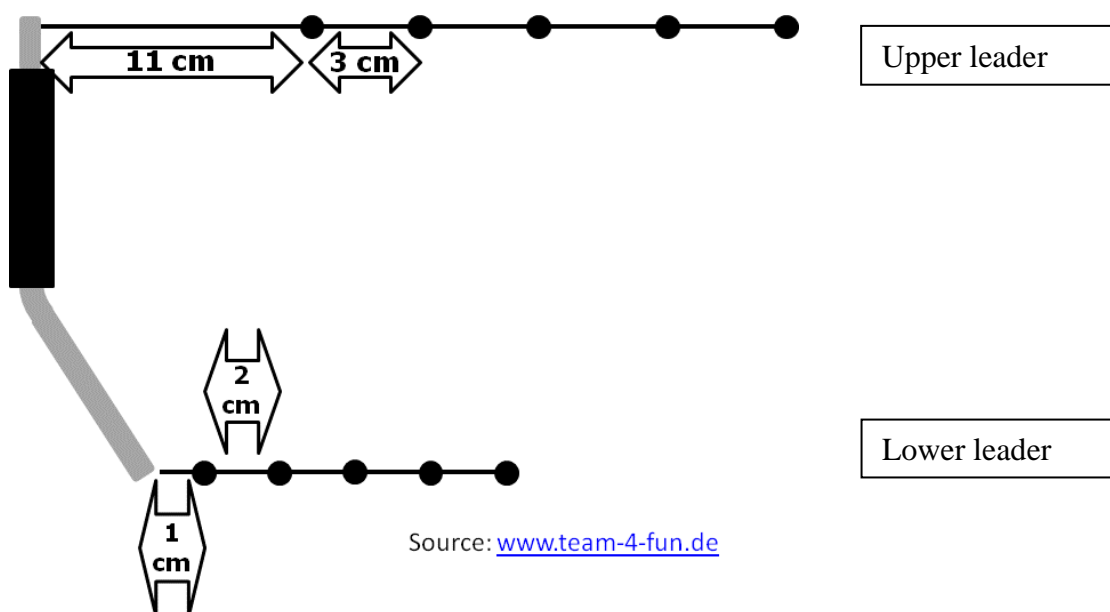 11 cm
3 cm
Upper leader
2
cm
Lower leader
1
cm
Source: www.team-4-fun.de